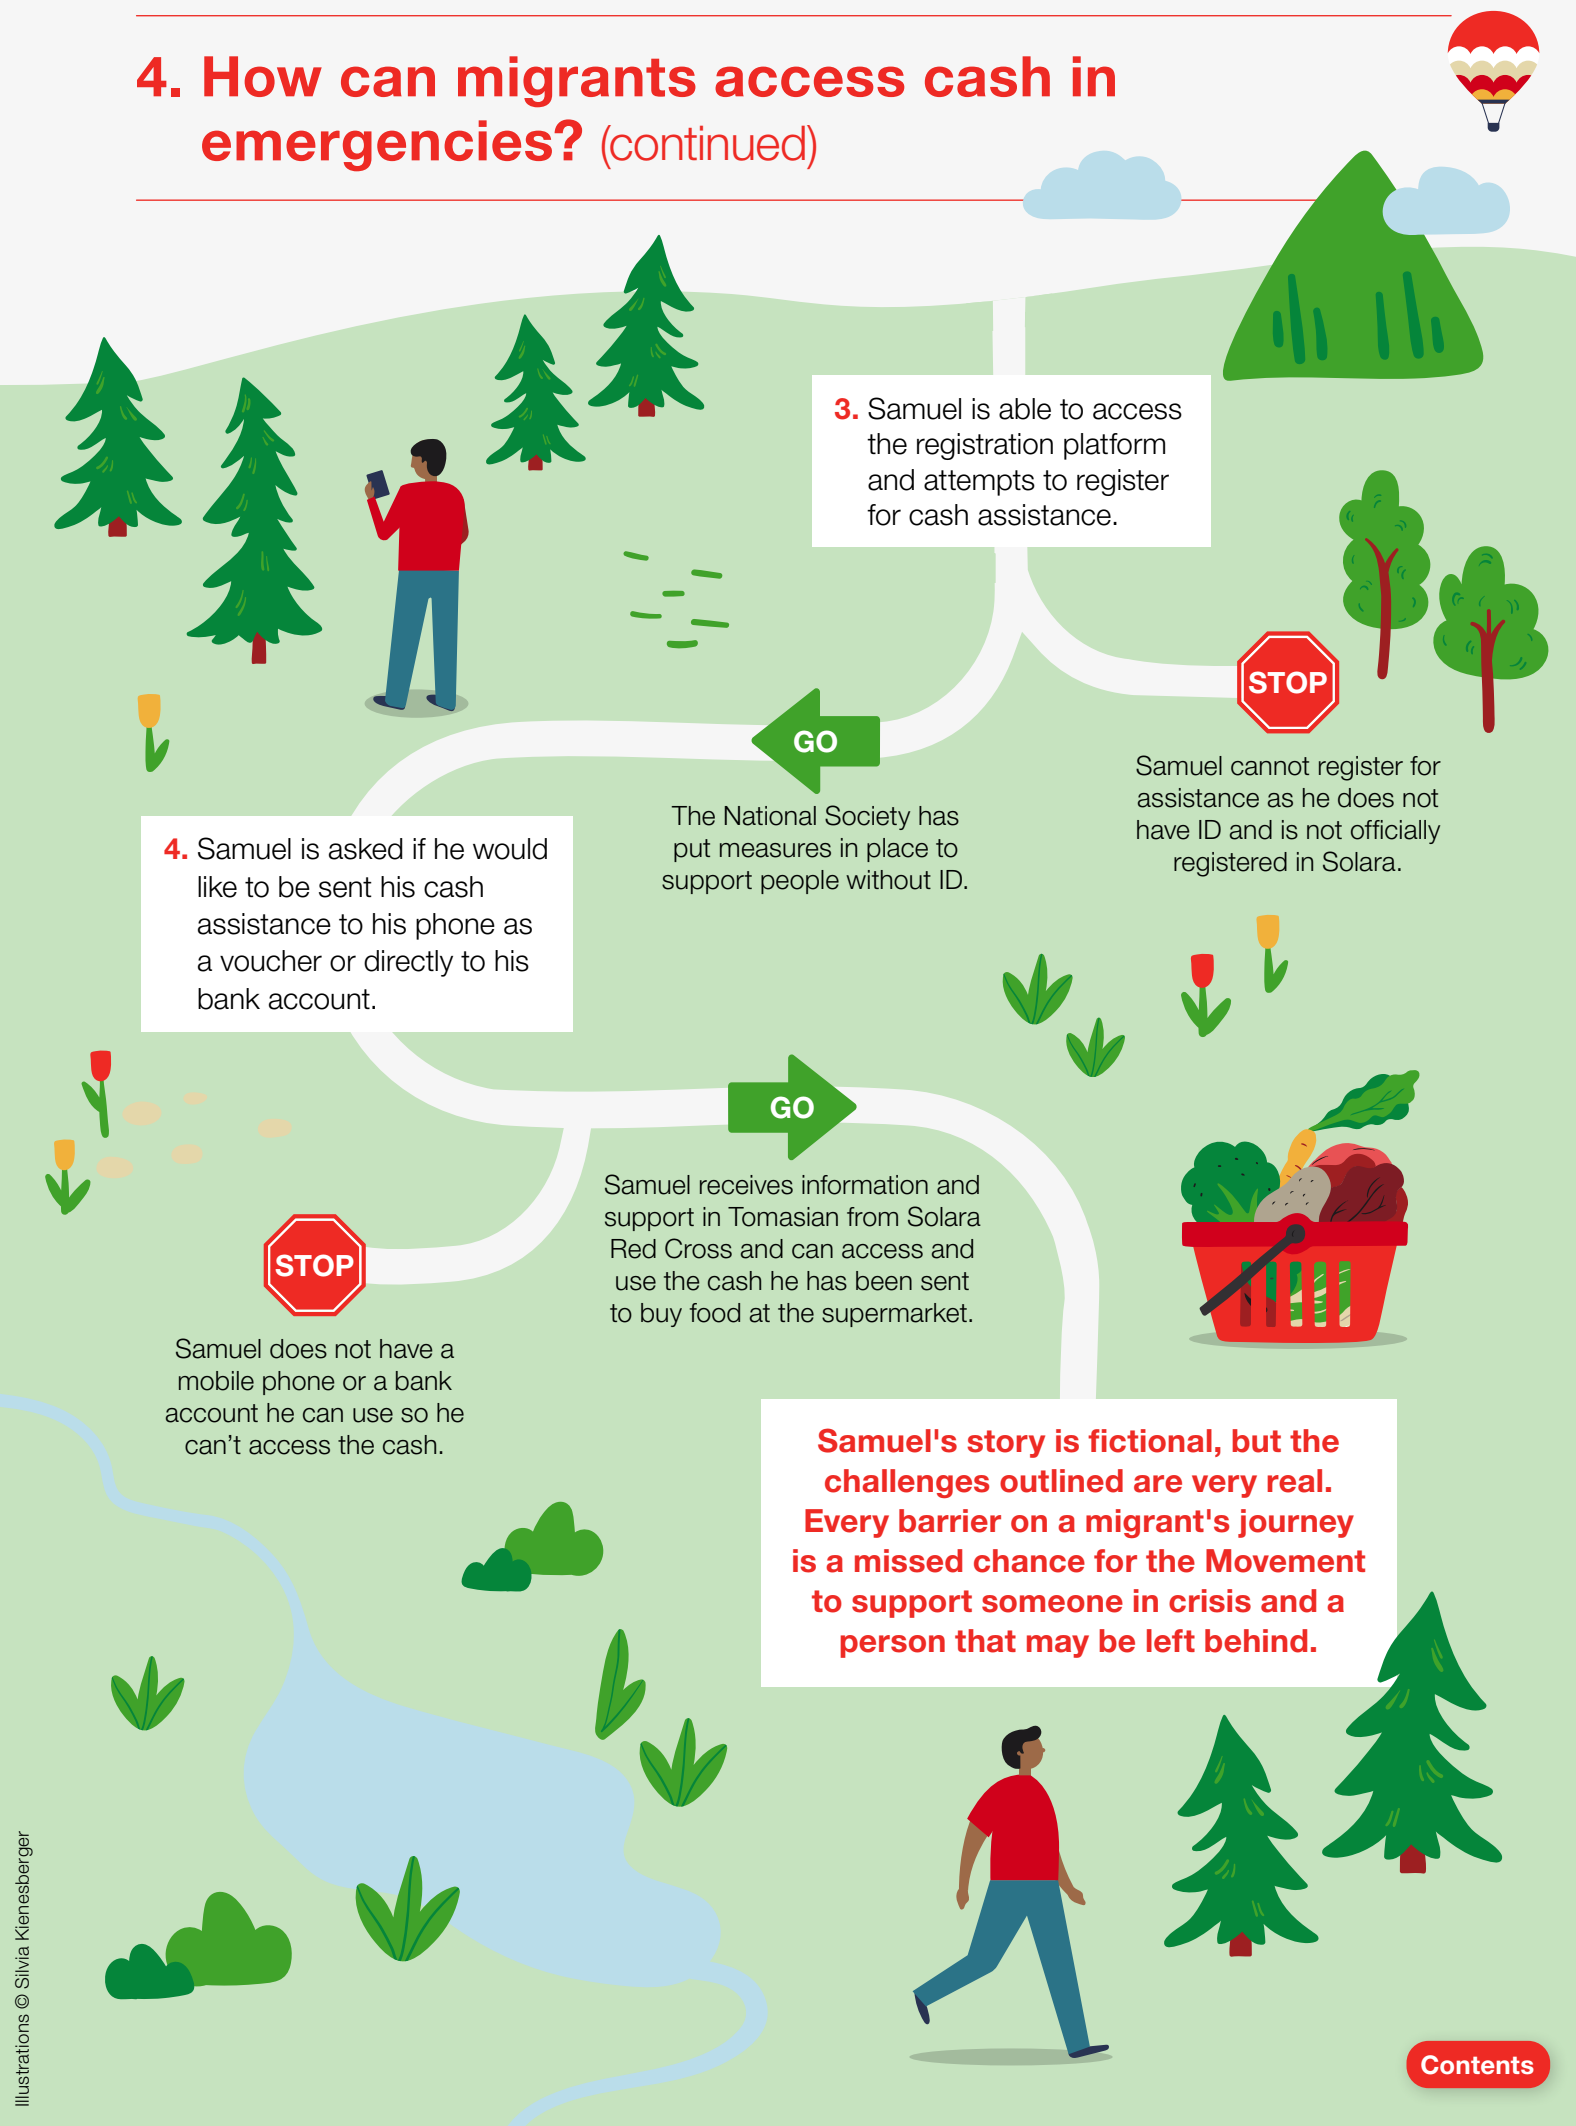 4. How can migrants access cash in
emergencies? (continued)
3. Samuel is able to access
the registration platform
and attempts to register
for cash assistance.
STOP
Samuel cannot register for
assistance as he does not
have ID and is not officially
registered in Solara.
GO
The National Society has
put measures in place to
support people without ID.
4. Samuel is asked if he would
like to be sent his cash
assistance to his phone as
a voucher or directly to his
bank account.
GO
Samuel receives information and
support in Tomasian from Solara
Red Cross and can access and
use the cash he has been sent
to buy food at the supermarket.
STOP
Samuel does not have a
mobile phone or a bank
account he can use so he
can't access the cash.
Samuel's story is fictional, but the
challenges outlined are very real.
Every barrier on a migrant's journey
is a missed chance for the Movement
to support someone in crisis and a
person that may be left behind.
Illustrations © Silvia Kienesberger
Contents